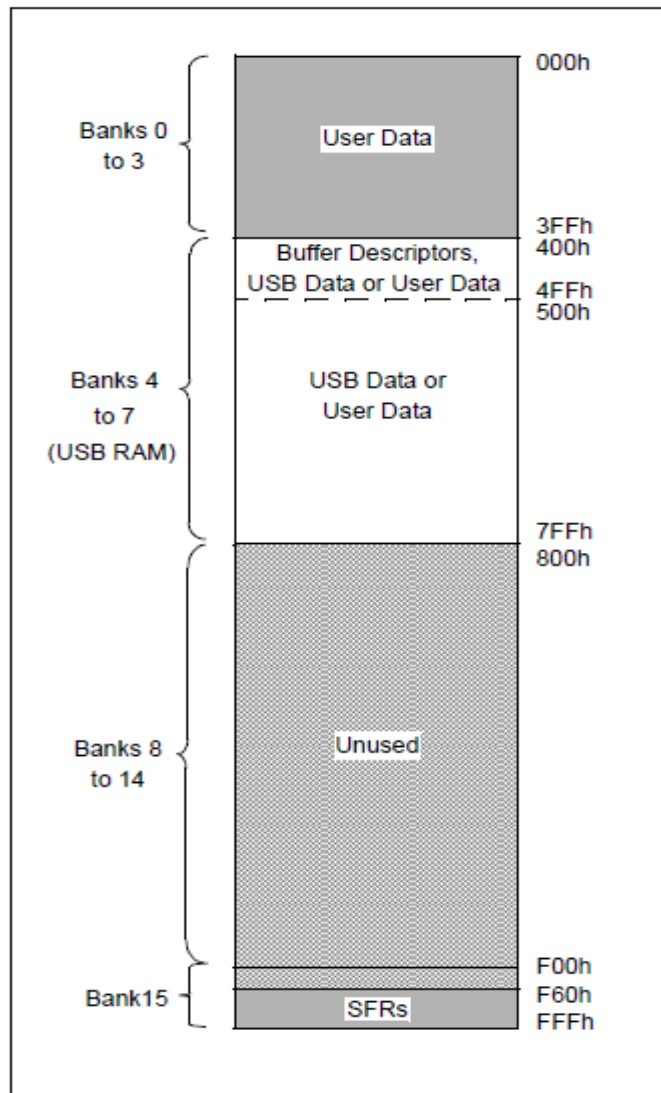 000h
Banks 0
to 3
User Data
3FFh
400h
Buffer Descriptors,
USB Data or User Data
4FFh
500h
Banks 4
to 7
(USB RAM)
USB Data or
User Data
7FFh
800h
Banks 8
to 14
Unused
F00h
Bank15
F60h
SFRs
FFFh